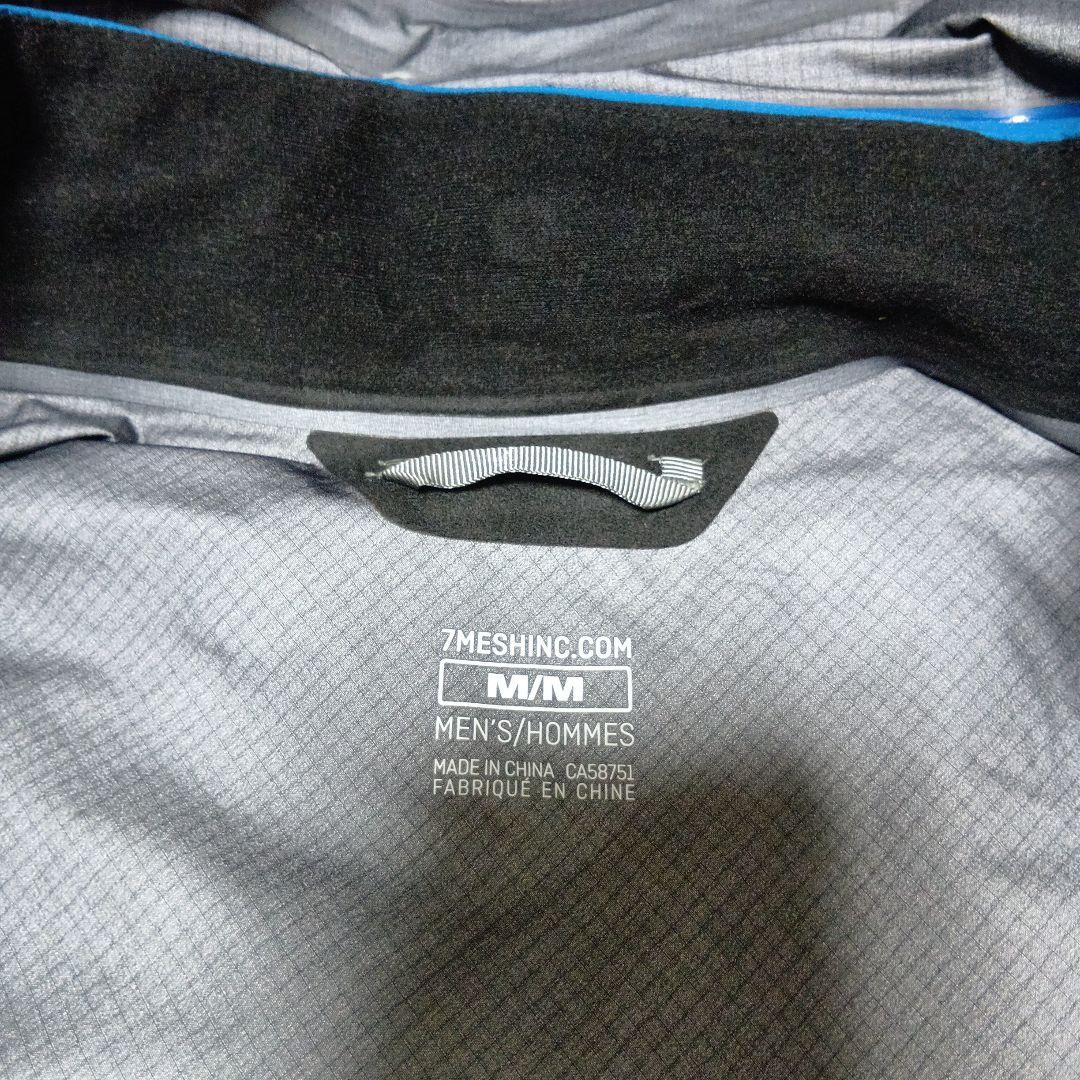 7MESHINC.COM
M/M
MEN'S/HOMMES
MADE IN CHINA CA58751
FABRIQUÉ EN CHINE